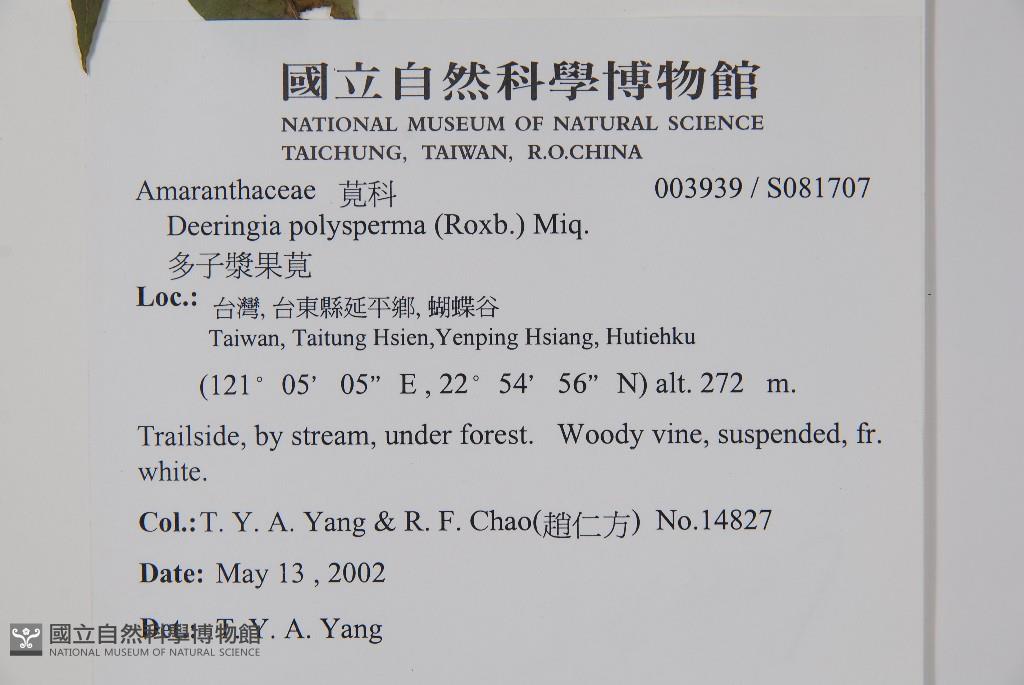 國立自然科學博物館
NATIONAL MUSEUM OF NATURAL SCIENCE
TAICHUNG, TAIWAN, R.O.CHINA
Amaranthaceae 莧科 003939 / S081707
Deeringia polysperma (Roxb.) Miq.
多子漿果莧
Loc.: 台灣, 台東縣延平鄉, 蝴蝶谷
Taiwan, Taitung Hsien,Yenping Hsiang, Hutiehku
(121° 05’ 05” E , 22° 54’ 56” N) alt. 272 m.
Trailside, by stream, under forest. Woody vine, suspended, fr.
white.
Col.: T. Y. A. Yang & R. F. Chao(趙仁方) No.14827
Date: May 13 , 2002
Det.: T. Y. A. Yang
國立自然科學博物館
NATIONAL MUSEUM OF NATURAL SCIENCE